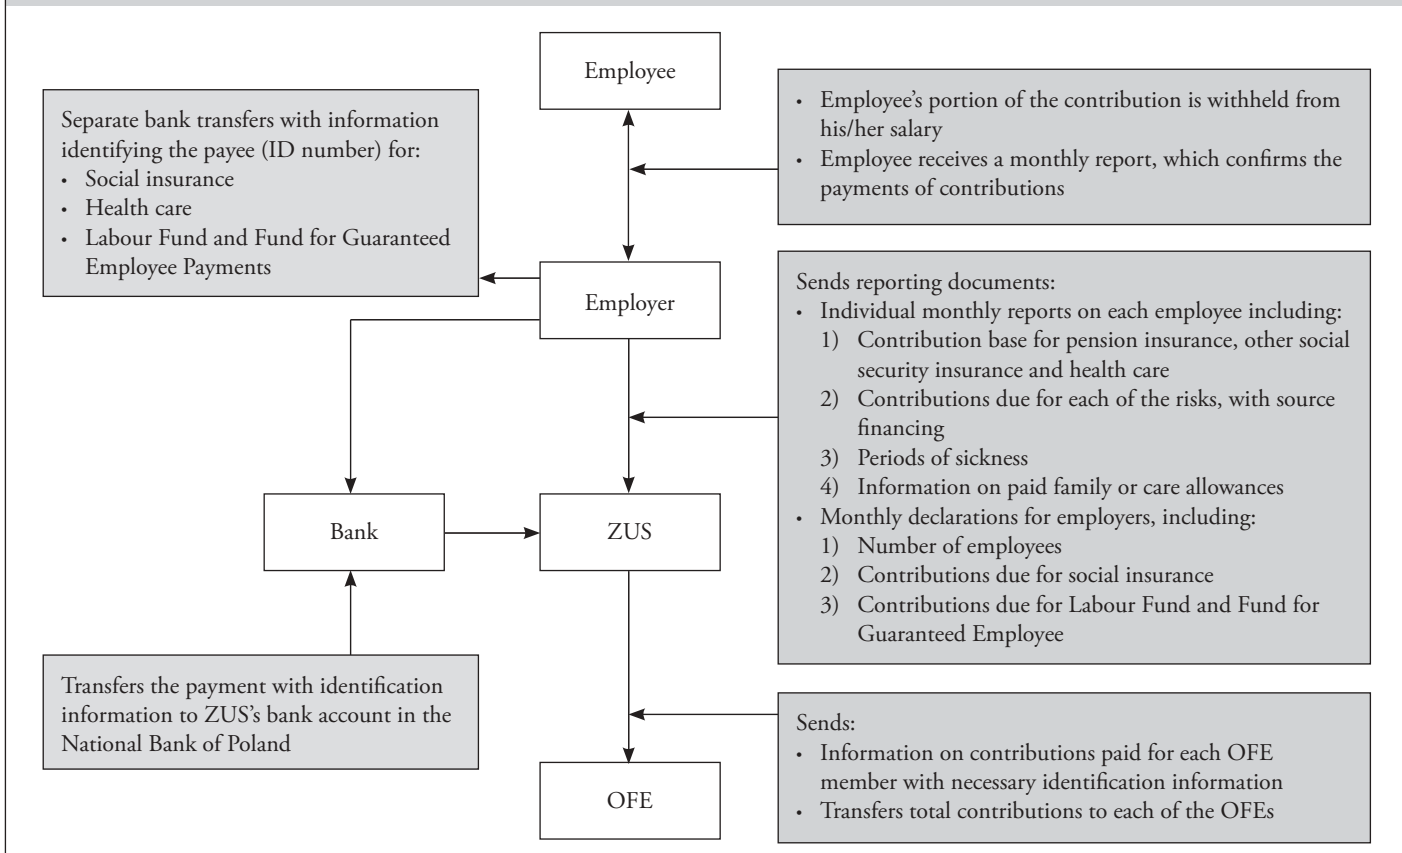 Employee
• Employee’s portion of the contribution is withheld from
his/her salary
• Employee receives a monthly report, which confirms the
payments of contributions
Separate bank transfers with information
identifying the payee (ID number) for:
• Social insurance
• Health care
• Labour Fund and Fund for Guaranteed
Employee Payments
Employer
Sends reporting documents:
• Individual monthly reports on each employee including:
1) Contribution base for pension insurance, other social
security insurance and health care
2) Contributions due for each of the risks, with source
financing
3) Periods of sickness
4) Information on paid family or care allowances
• Monthly declarations for employers, including:
1) Number of employees
2) Contributions due for social insurance
3) Contributions due for Labour Fund and Fund for
Guaranteed Employee
Bank
ZUS
Transfers the payment with identification
information to ZUS’s bank account in the
National Bank of Poland
Sends:
• Information on contributions paid for each OFE
member with necessary identification information
• Transfers total contributions to each of the OFEs
OFE